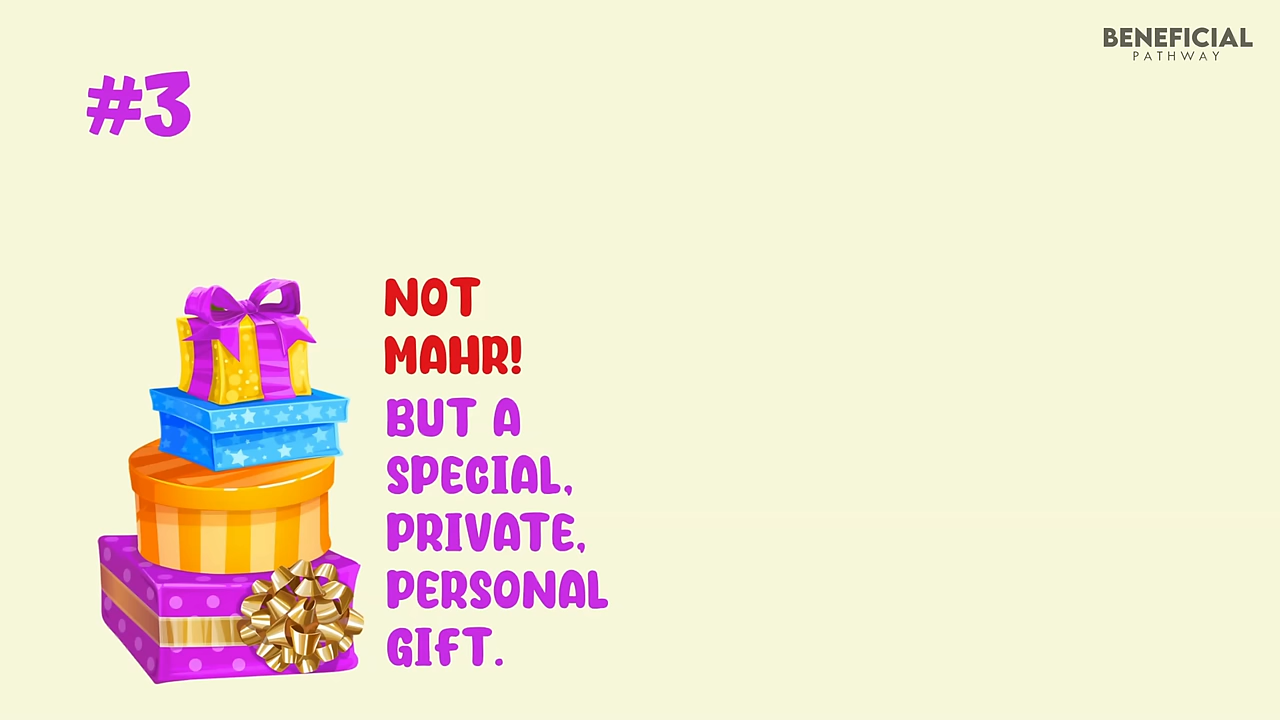 BENEFICIAL
PATHWAY
#3
NOT
MAHR!
BUT A
SPECIAL,
PRIVATE,
PERSONAL
GIFT.